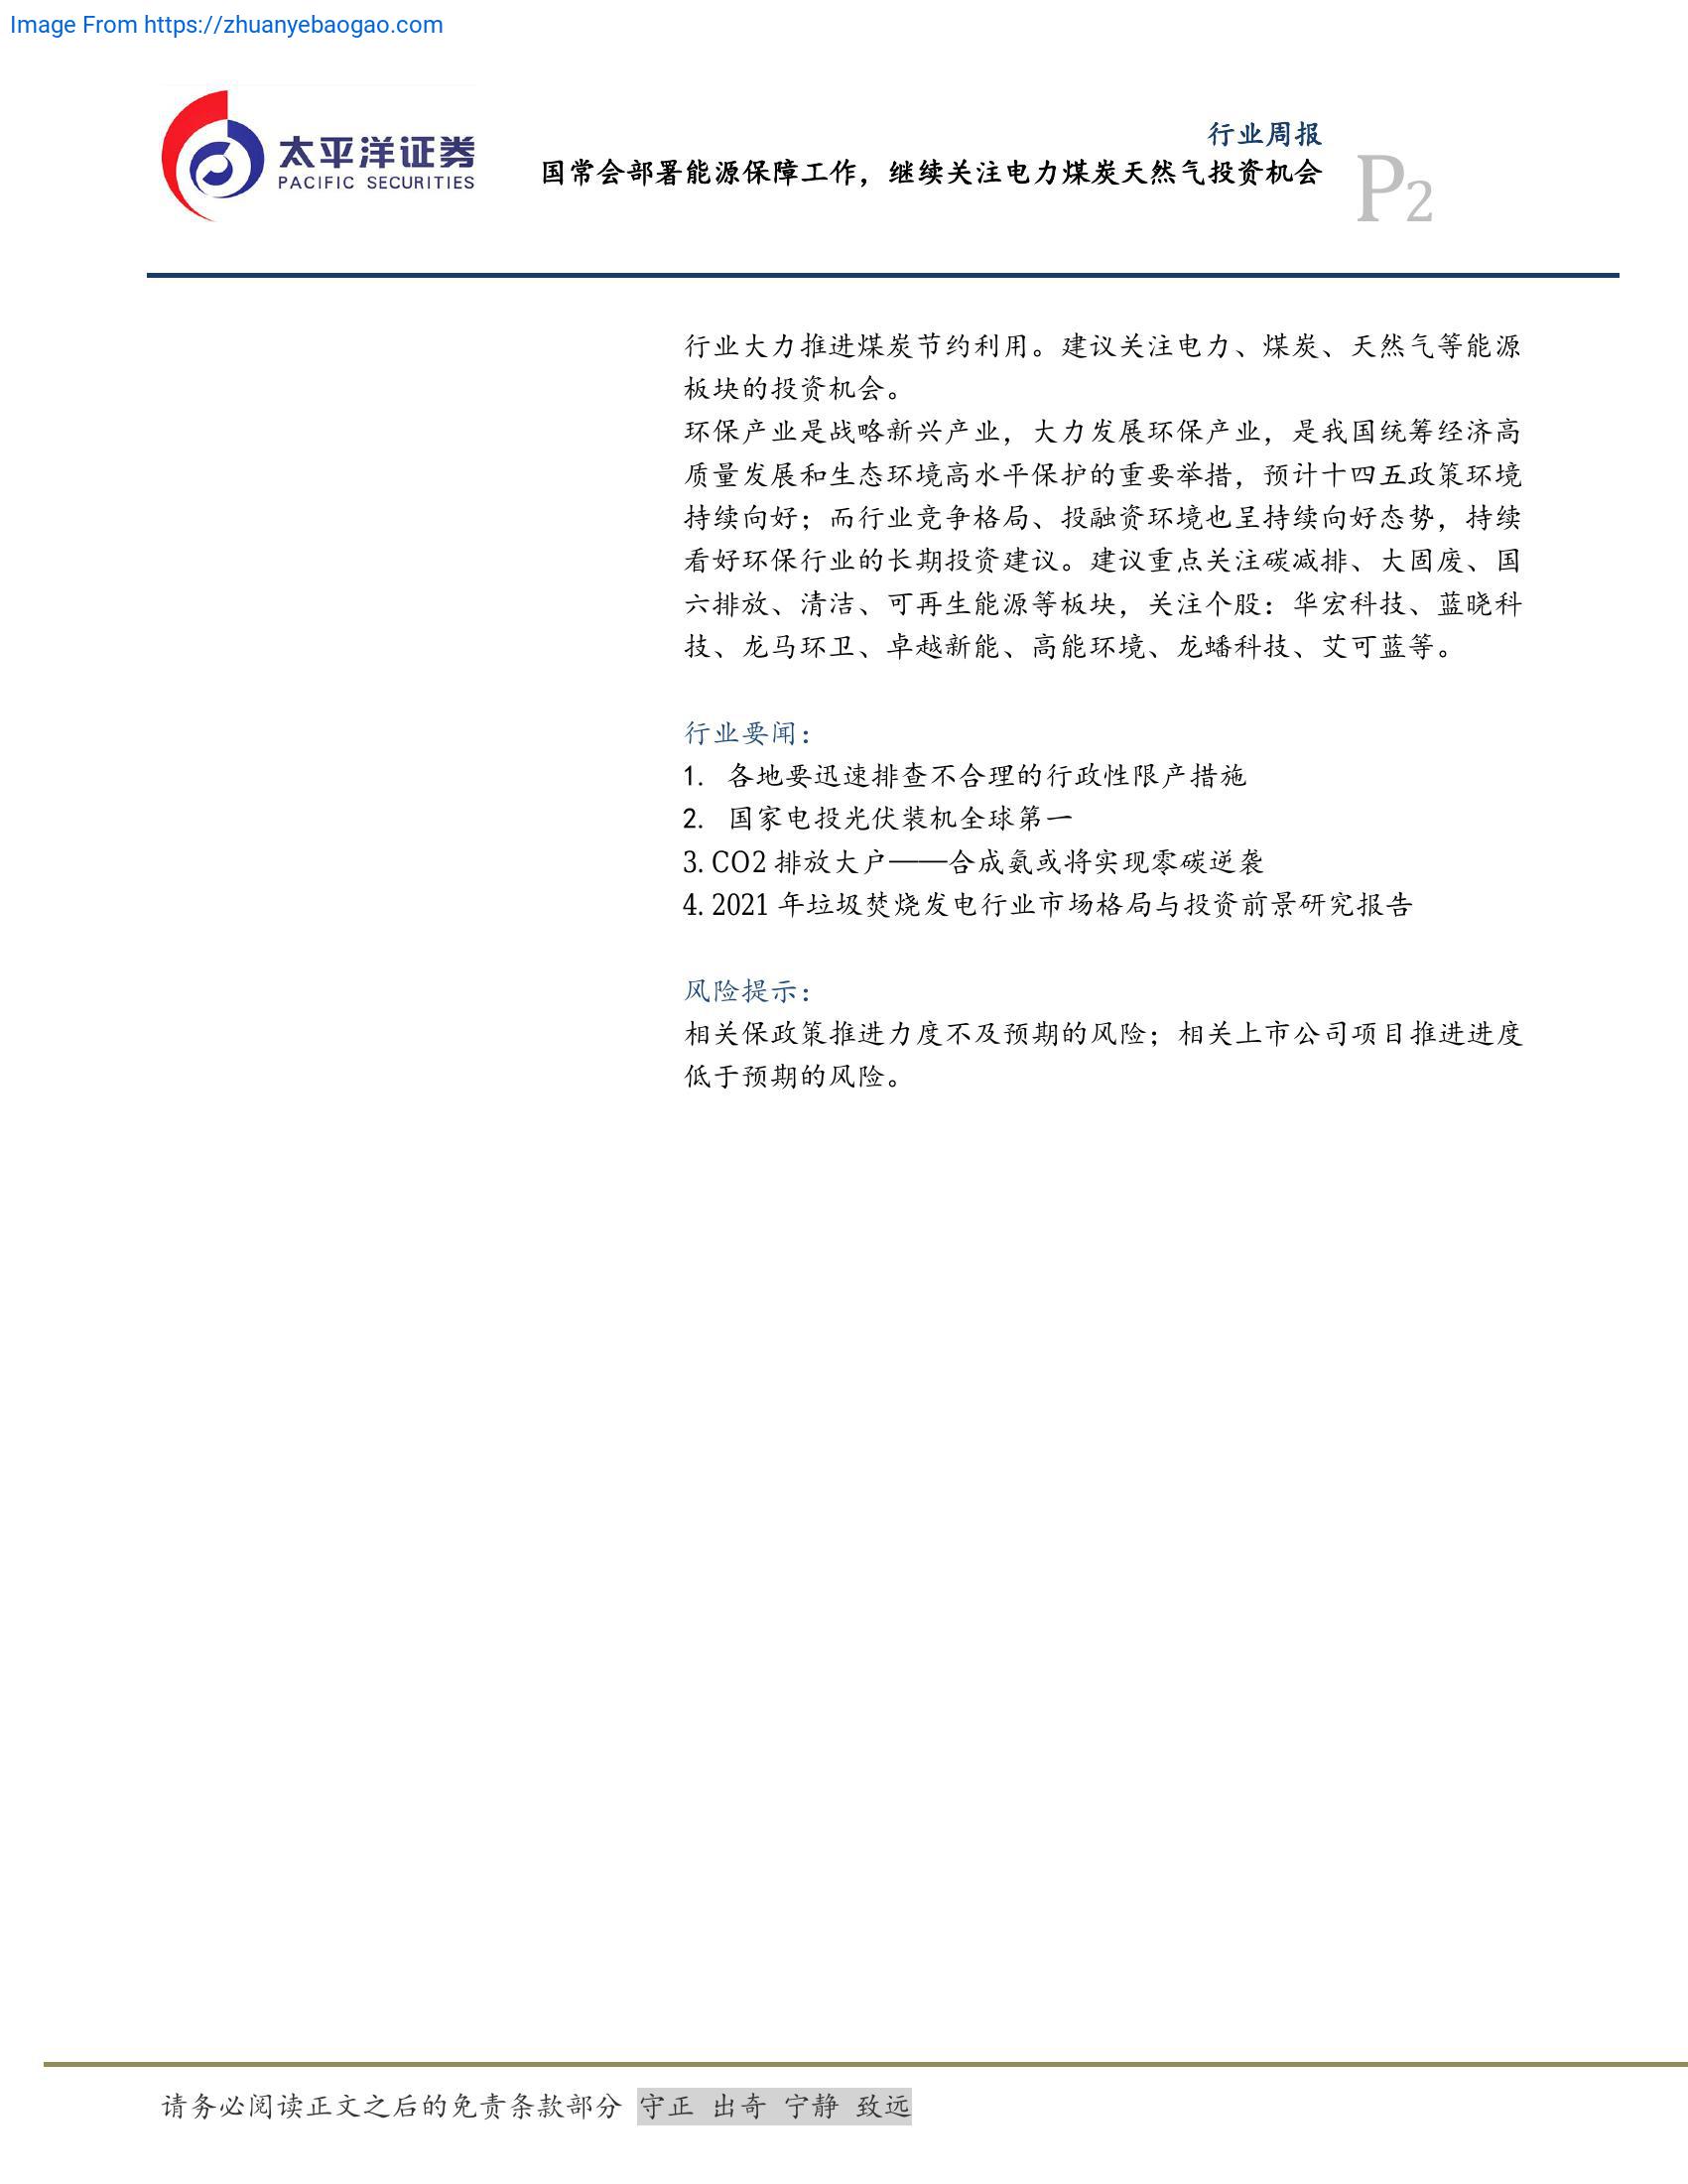 Image From https://zhuanyebaogao.com
太平洋证券
PACIFIC SECURITIES
行业周报
国常会部署能源保障工作，继续关注电力煤炭天然气投资机会
P2
行业大力推进煤炭节约利用。建议关注电力、煤炭、天然气等能源
板块的投资机会。
环保产业是战略新兴产业，大力发展环保产业，是我国统筹经济高
质量发展和生态环境高水平保护的重要举措，预计十四五政策环境
持续向好；而行业竞争格局、投融资环境也呈持续向好态势，持续
看好环保行业的长期投资建议。建议重点关注碳减排、大固废、国
六排放、清洁、可再生能源等板块，关注个股：华宏科技、蓝晓科
技、龙马环卫、卓越新能、高能环境、龙蟠科技、艾可蓝等。
行业要闻：
1. 各地要迅速排查不合理的行政性限产措施
2. 国家电投光伏装机全球第一
3. CO2 排放大户——合成氨或将实现零碳逆袭
4. 2021 年垃圾焚烧发电行业市场格局与投资前景研究报告
风险提示：
相关保政策推进力度不及预期的风险；相关上市公司项目推进进度
低于预期的风险。
请务必阅读正文之后的免责条款部分 守正 出奇 宁静 致远